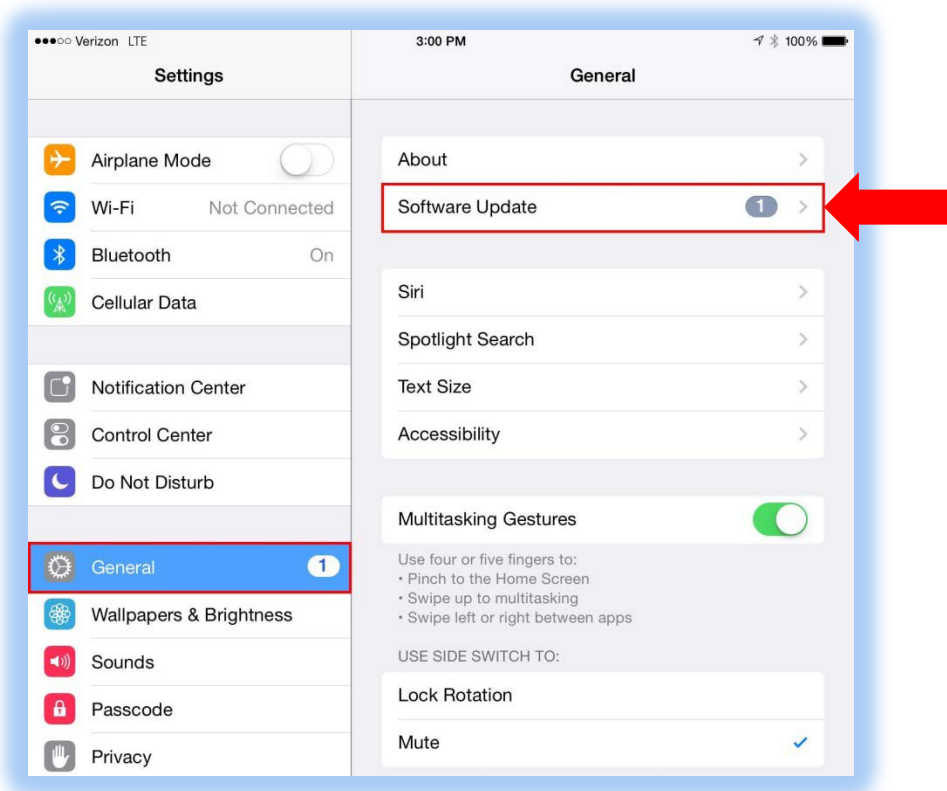 Verizon LTE 3:00 PM 100%
Settings
Airplane Mode
Wi-Fi Not Connected
Bluetooth On
Cellular Data
Notification Center
Control Center
Do Not Disturb
General 1
Wallpapers & Brightness
Sounds
Passcode
Privacy
General
About
Software Update 1
Siri
Spotlight Search
Text Size
Accessibility
Multitasking Gestures
Use four or five fingers to:
• Pinch to the Home Screen
• Swipe up to multitasking
• Swipe left or right between apps
USE SIDE SWITCH TO:
Lock Rotation
Mute